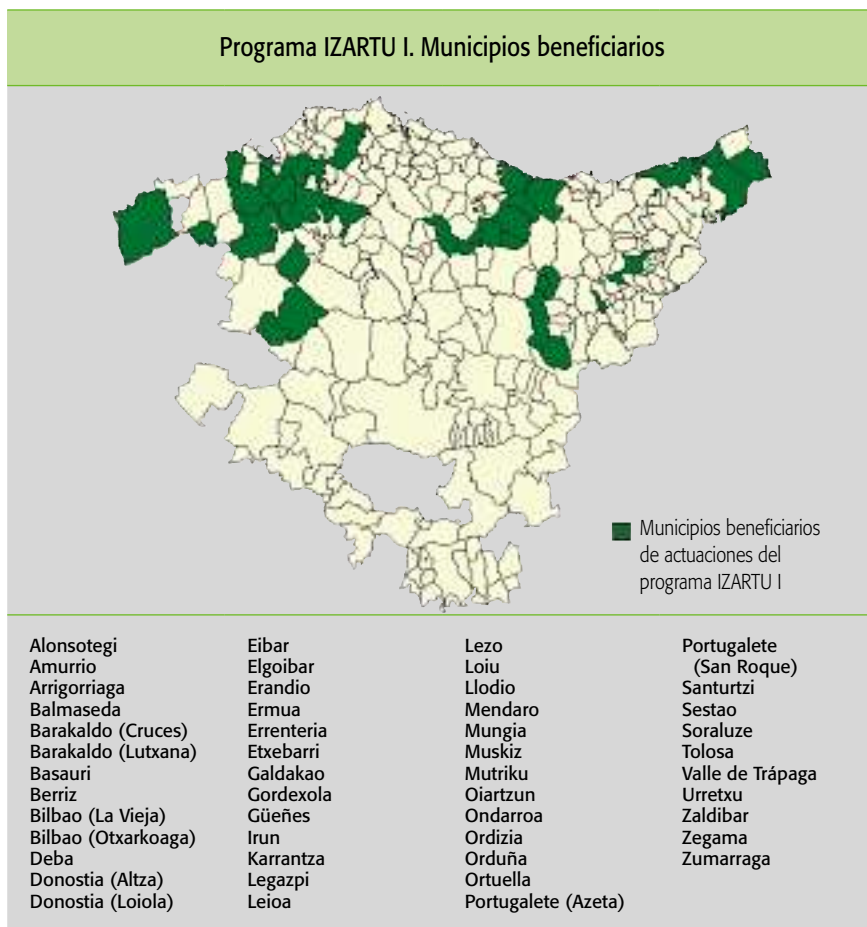 Programa IZARTU I. Municipios beneficiarios
Municipios beneficiarios
de actuaciones del
programa IZARTU I
Alonsotegi
Amurrio
Arrigorriaga
Balmaseda
Barakaldo (Cruces)
Barakaldo (Lutxana)
Basauri
Berriz
Bilbao (La Vieja)
Bilbao (Otxarkoaga)
Deba
Donostia (Altza)
Donostia (Loiola)
Eibar
Elgoibar
Erandio
Ermua
Errenteria
Etxebarri
Galdakao
Gordexola
Güeñes
Irun
Karrantza
Legazpi
Leioa
Lezo
Loiu
Llodio
Mendaro
Mungia
Muskiz
Mutriku
Oiartzun
Ondarroa
Ordizia
Orduña
Ortuella
Portugalete (Azeta)
Portugalete
(San Roque)
Santurtzi
Sestao
Soraluze
Tolosa
Valle de Trápaga
Urretxu
Zaldibar
Zegama
Zumarraga